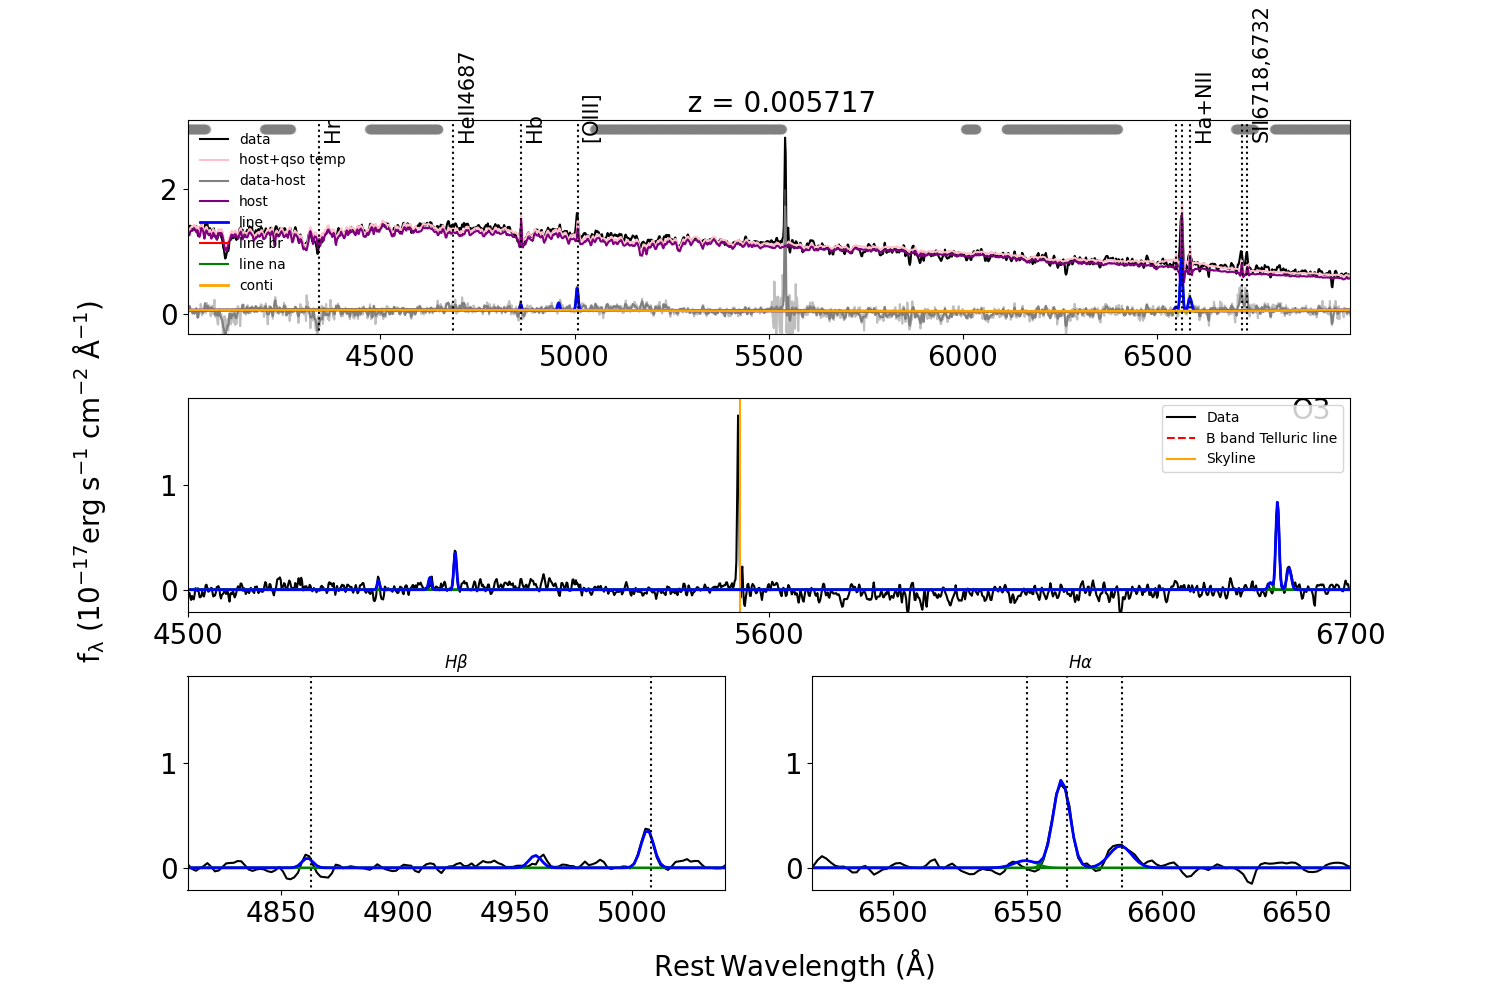 z = 0.005717
Hr
HeII4687
Hb
[OIII]
Ha+NII
SII6718,6732
data
host+qso temp
data-host
host
line
line br
line na
conti
2
0
4500
5000
5500
6000
6500
f_λ (10⁻¹⁷erg s⁻¹ cm⁻² Å⁻¹)
O3
Data
B band Telluric line
Skyline
1
0
4500
5600
6700
Hβ
1
0
4850
4900
4950
5000
Hα
1
0
6500
6550
6600
6650
Rest Wavelength (Å)